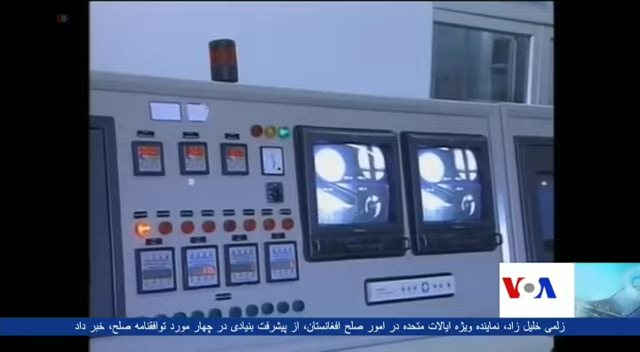 VOA
زلمی خلیل زاد، نماینده ویژه ایالات متحده در امور صلح افغانستان، از پیشرفت بنیادی در چهار مورد توافقنامه صلح، خبر داد